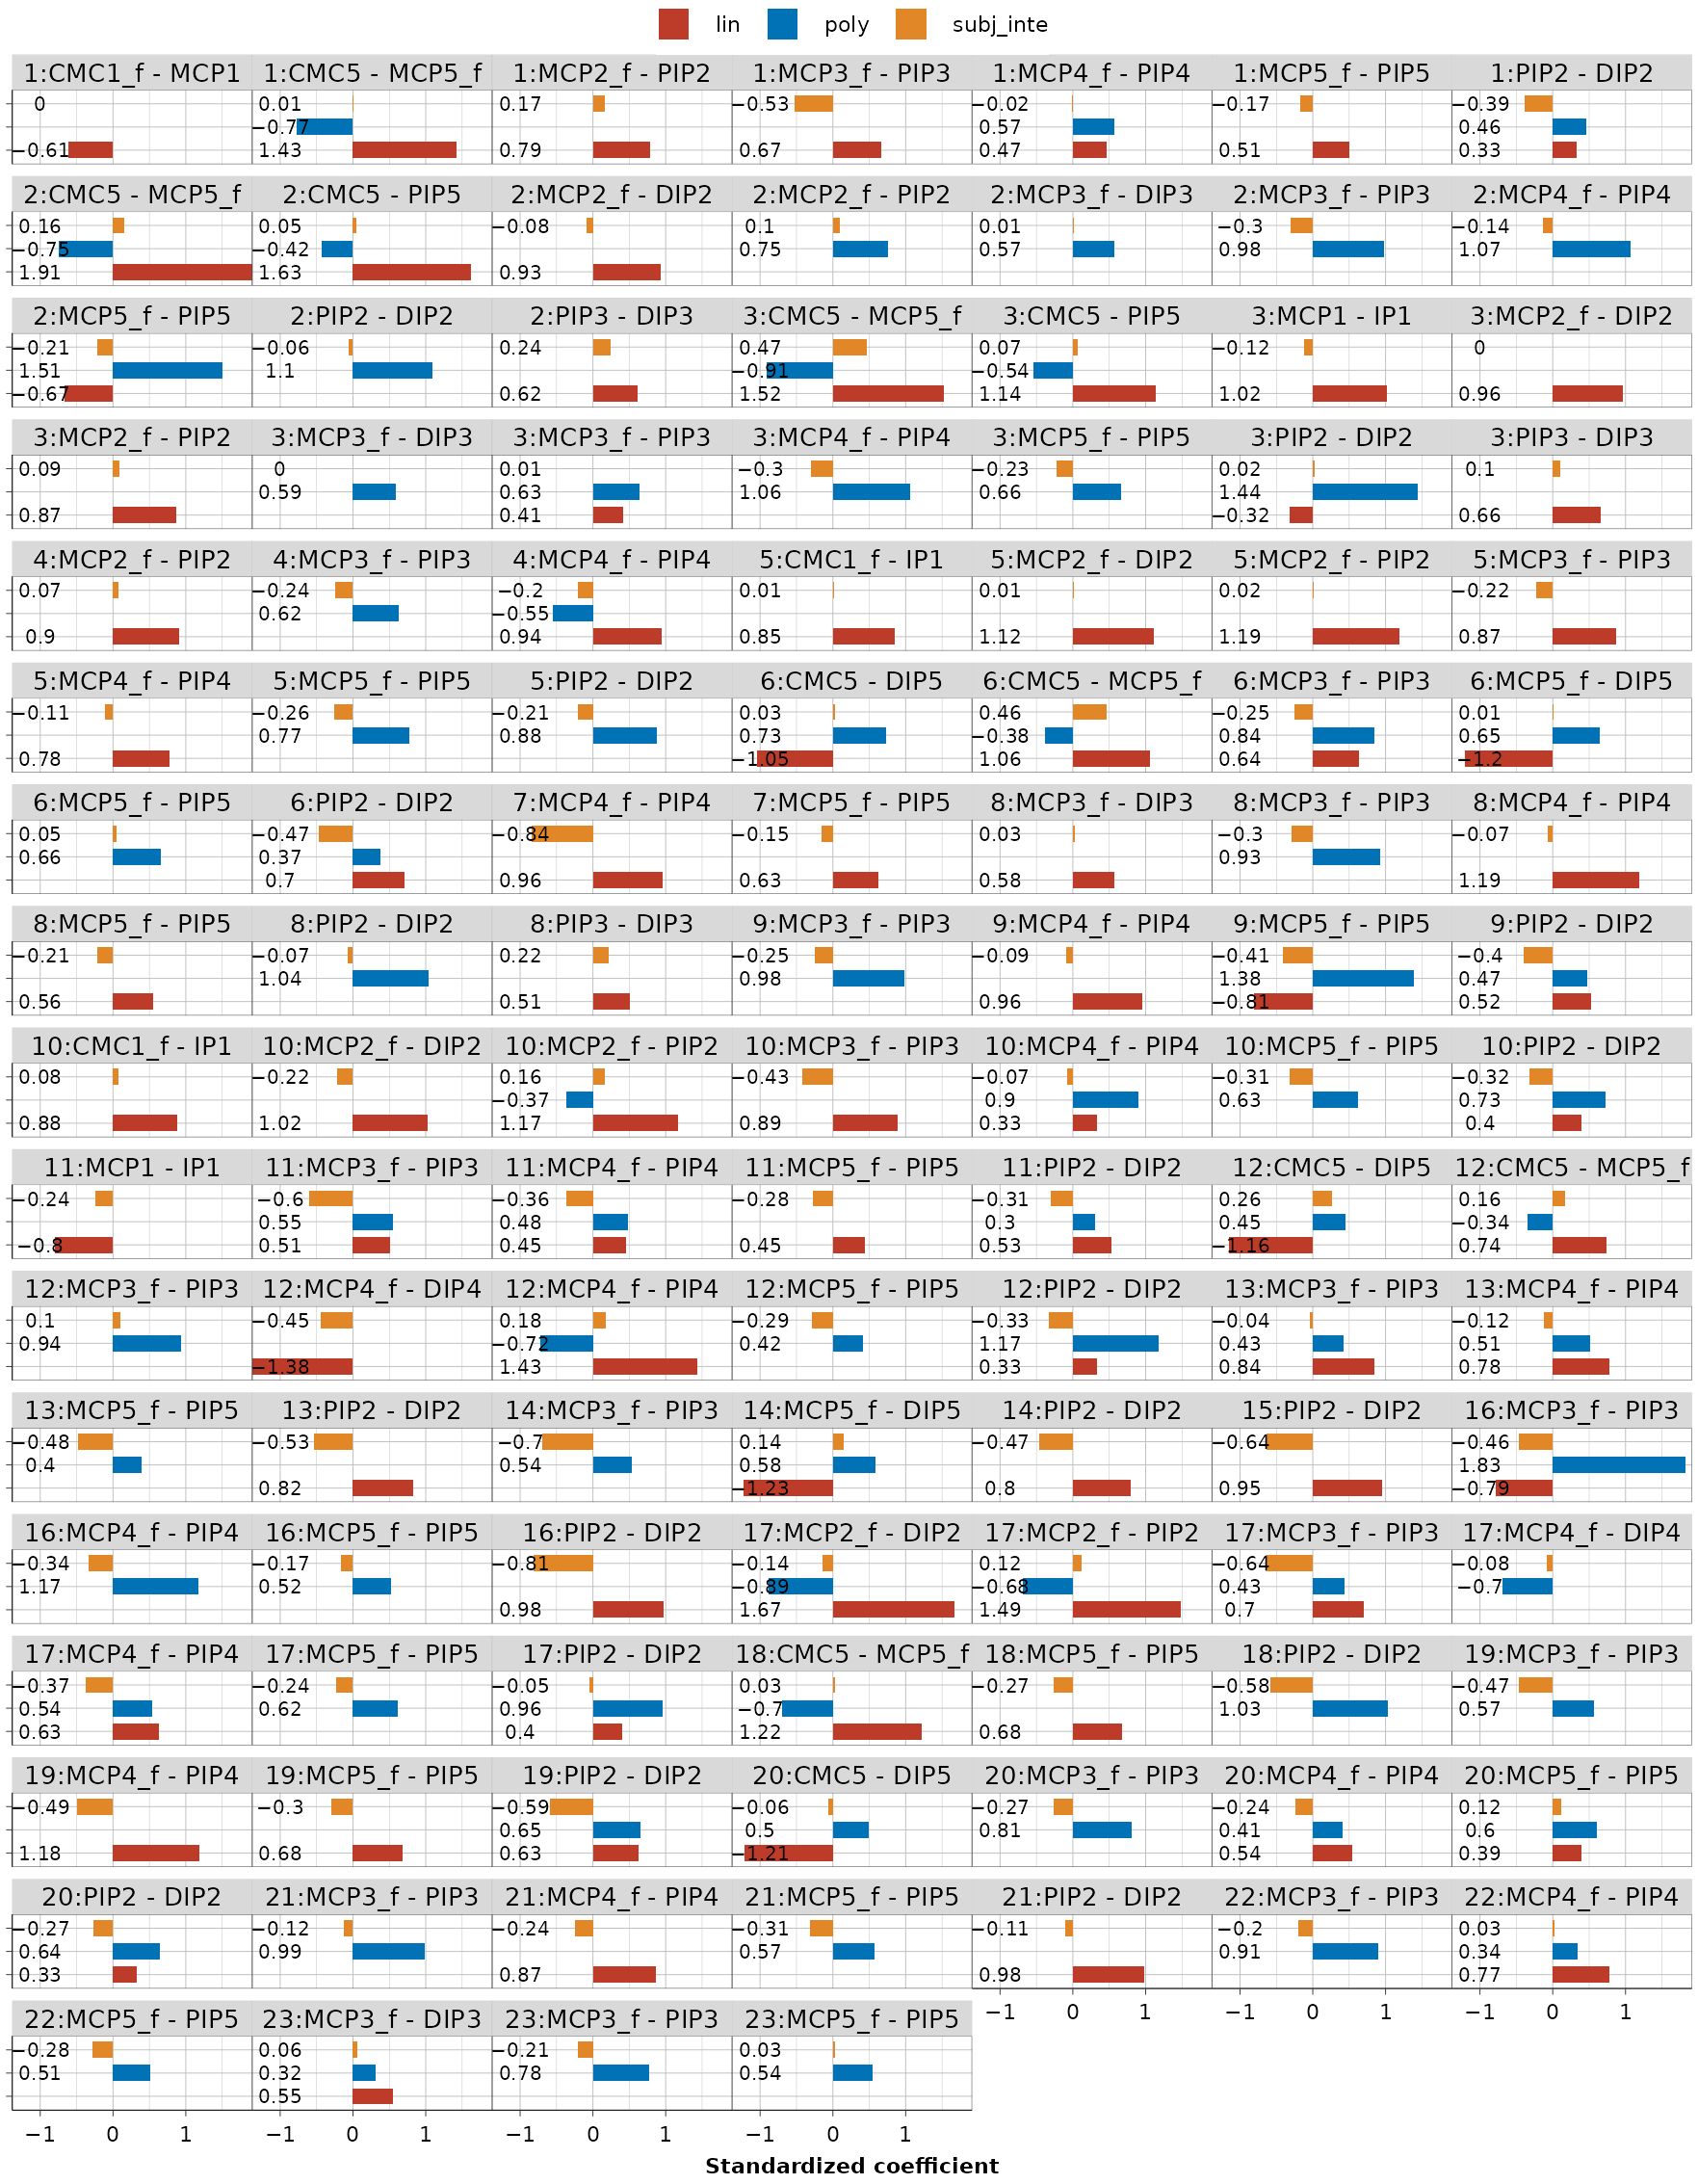 lin poly subj_inte
1:CMC1_f - MCP1 1:CMC5 - MCP5_f 1:MCP2_f - PIP2 1:MCP3_f - PIP3 1:MCP4_f - PIP4 1:MCP5_f - PIP5 1:PIP2 - DIP2
0 0.01 0.17 −0.53 −0.02 −0.17 −0.39
−0.77 0.57 0.46
−0.61 1.43 0.79 0.67 0.47 0.51 0.33
2:CMC5 - MCP5_f 2:CMC5 - PIP5 2:MCP2_f - DIP2 2:MCP2_f - PIP2 2:MCP3_f - DIP3 2:MCP3_f - PIP3 2:MCP4_f - PIP4
0.16 0.05 −0.08 0.1 0.01 −0.3 −0.14
−0.75 −0.42 0.75 0.57 0.98 1.07
1.91 1.63 0.93
2:MCP5_f - PIP5 2:PIP2 - DIP2 2:PIP3 - DIP3 3:CMC5 - MCP5_f 3:CMC5 - PIP5 3:MCP1 - IP1 3:MCP2_f - DIP2
−0.21 −0.06 0.24 0.47 0.07 −0.12 0
1.51 1.1 −0.91 −0.54
−0.67 0.62 1.52 1.14 1.02 0.96
3:MCP2_f - PIP2 3:MCP3_f - DIP3 3:MCP3_f - PIP3 3:MCP4_f - PIP4 3:MCP5_f - PIP5 3:PIP2 - DIP2 3:PIP3 - DIP3
0.09 0 0.01 −0.3 −0.23 0.02 0.1
0.59 0.63 1.06 0.66 1.44
0.87 0.41 −0.32 0.66
4:MCP2_f - PIP2 4:MCP3_f - PIP3 4:MCP4_f - PIP4 5:CMC1_f - IP1 5:MCP2_f - DIP2 5:MCP2_f - PIP2 5:MCP3_f - PIP3
0.07 −0.24 −0.2 0.01 0.01 0.02 −0.22
0.62 −0.55
0.9 0.94 0.85 1.12 1.19 0.87
5:MCP4_f - PIP4 5:MCP5_f - PIP5 5:PIP2 - DIP2 6:CMC5 - DIP5 6:CMC5 - MCP5_f 6:MCP3_f - PIP3 6:MCP5_f - DIP5
−0.11 −0.26 −0.21 0.03 0.46 −0.25 0.01
0.77 0.88 0.73 −0.38 0.84 0.65
0.78 −1.05 1.06 0.64 −1.2
6:MCP5_f - PIP5 6:PIP2 - DIP2 7:MCP4_f - PIP4 7:MCP5_f - PIP5 8:MCP3_f - DIP3 8:MCP3_f - PIP3 8:MCP4_f - PIP4
0.05 −0.47 −0.84 −0.15 0.03 −0.3 −0.07
0.66 0.37 0.93
0.7 0.96 0.63 0.58 1.19
8:MCP5_f - PIP5 8:PIP2 - DIP2 8:PIP3 - DIP3 9:MCP3_f - PIP3 9:MCP4_f - PIP4 9:MCP5_f - PIP5 9:PIP2 - DIP2
−0.21 −0.07 0.22 −0.25 −0.09 −0.41 −0.4
1.04 0.98 1.38 0.47
0.56 0.51 0.96 −0.81 0.52
10:CMC1_f - IP1 10:MCP2_f - DIP2 10:MCP2_f - PIP2 10:MCP3_f - PIP3 10:MCP4_f - PIP4 10:MCP5_f - PIP5 10:PIP2 - DIP2
0.08 −0.22 0.16 −0.43 −0.07 −0.31 −0.32
−0.37 0.9 0.63 0.73
0.88 1.02 1.17 0.89 0.33 0.4
11:MCP1 - IP1 11:MCP3_f - PIP3 11:MCP4_f - PIP4 11:MCP5_f - PIP5 11:PIP2 - DIP2 12:CMC5 - DIP5 12:CMC5 - MCP5_f
−0.24 −0.6 −0.36 −0.28 −0.31 0.26 0.16
0.55 0.48 0.3 0.45 −0.34
−0.8 0.51 0.45 0.45 0.53 −1.16 0.74
12:MCP3_f - PIP3 12:MCP4_f - DIP4 12:MCP4_f - PIP4 12:MCP5_f - PIP5 12:PIP2 - DIP2 13:MCP3_f - PIP3 13:MCP4_f - PIP4
0.1 −0.45 0.18 −0.29 −0.33 −0.04 −0.12
0.94 −0.72 0.42 1.17 0.43 0.51
−1.38 1.43 0.33 0.84 0.78
13:MCP5_f - PIP5 13:PIP2 - DIP2 14:MCP3_f - PIP3 14:MCP5_f - DIP5 14:PIP2 - DIP2 15:PIP2 - DIP2 16:MCP3_f - PIP3
−0.48 −0.53 −0.7 0.14 −0.47 −0.64 −0.46
0.4 0.54 0.58 1.83
0.82 −1.23 0.8 0.95 −0.79
16:MCP4_f - PIP4 16:MCP5_f - PIP5 16:PIP2 - DIP2 17:MCP2_f - DIP2 17:MCP2_f - PIP2 17:MCP3_f - PIP3 17:MCP4_f - DIP4
−0.34 −0.17 −0.81 −0.14 0.12 −0.64 −0.08
1.17 0.52 −0.89 −0.68 0.43 −0.7
0.98 1.67 1.49 0.7
17:MCP4_f - PIP4 17:MCP5_f - PIP5 17:PIP2 - DIP2 18:CMC5 - MCP5_f 18:MCP5_f - PIP5 18:PIP2 - DIP2 19:MCP3_f - PIP3
−0.37 −0.24 −0.05 0.03 −0.27 −0.58 −0.47
0.54 0.62 0.96 −0.7 1.03 0.57
0.63 0.4 1.22 0.68
19:MCP4_f - PIP4 19:MCP5_f - PIP5 19:PIP2 - DIP2 20:CMC5 - DIP5 20:MCP3_f - PIP3 20:MCP4_f - PIP4 20:MCP5_f - PIP5
−0.49 −0.3 −0.59 −0.06 −0.27 −0.24 0.12
0.65 0.5 0.81 0.41 0.6
1.18 0.68 0.63 −1.21 0.54 0.39
20:PIP2 - DIP2 21:MCP3_f - PIP3 21:MCP4_f - PIP4 21:MCP5_f - PIP5 21:PIP2 - DIP2 22:MCP3_f - PIP3 22:MCP4_f - PIP4
−0.27 −0.12 −0.24 −0.31 −0.11 −0.2 0.03
0.64 0.99 0.57 0.91 0.34
0.33 0.87 0.98 0.77
−1 0 1 −1 0 1 −1 0 1
22:MCP5_f - PIP5 23:MCP3_f - DIP3 23:MCP3_f - PIP3 23:MCP5_f - PIP5
−0.28 0.06 −0.21 0.03
0.51 0.32 0.78 0.54
0.55
−1 0 1 −1 0 1 −1 0 1 −1 0 1
Standardized coefficient